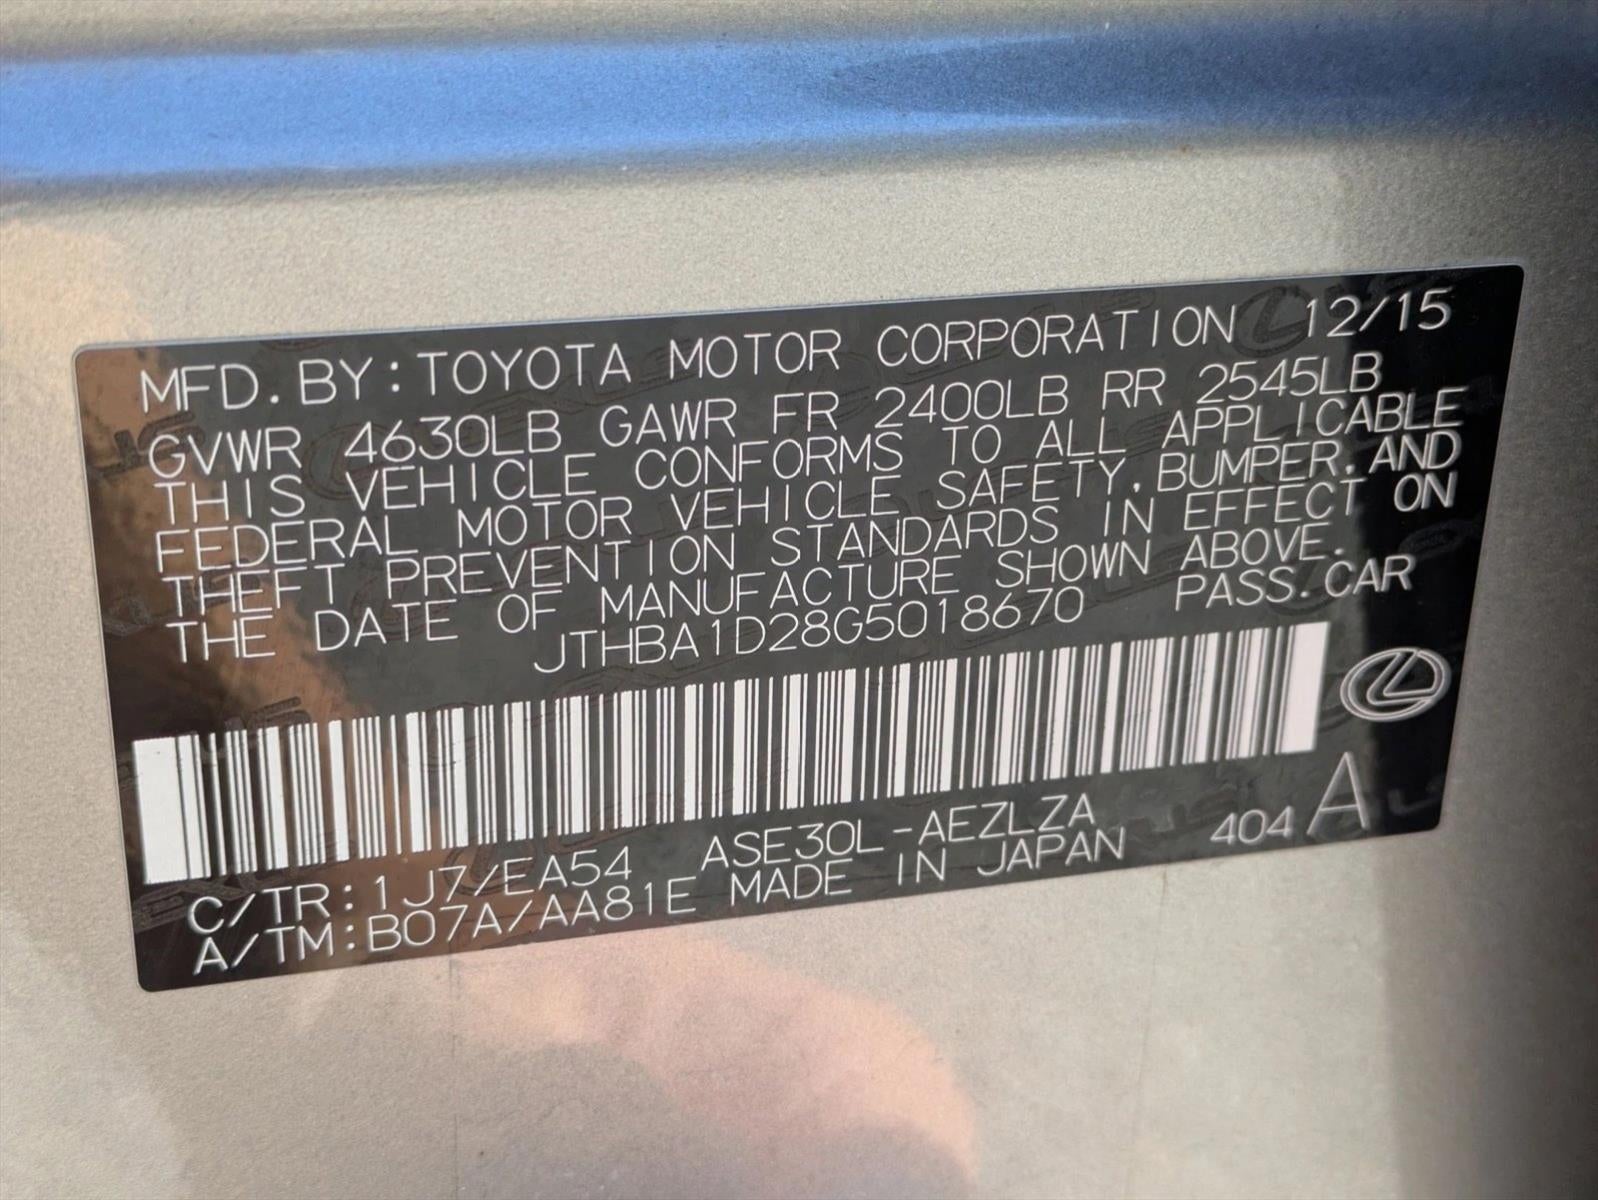 MFD. BY: TOYOTA MOTOR CORPORATION 12/15
GVWR 4630LB GAWR FR 2400LB RR 2545LB
THIS VEHICLE CONFORMS TO ALL APPLICABLE
FEDERAL MOTOR VEHICLE SAFETY, BUMPER, AND
THEFT PREVENTION STANDARDS IN EFFECT ON
THE DATE OF MANUFACTURE SHOWN ABOVE.
JTHBA1D28G5018670 PASS. CAR
C/TR: 1J7/EA54 ASE30L-AEZLZA 404 A
A/TM: B07A/AA81E MADE IN JAPAN